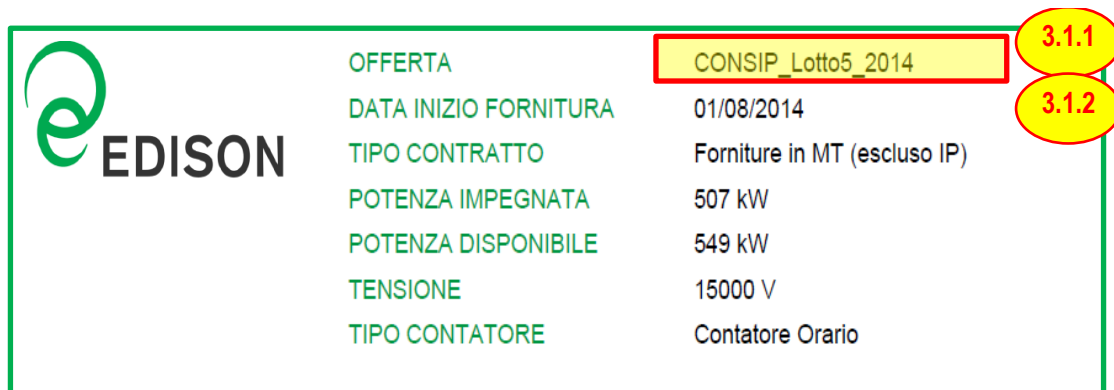 OFFERTA CONSIP_Lotto5_2014 3.1.1
DATA INIZIO FORNITURA 01/08/2014 3.1.2
EDISON TIPO CONTRATTO Forniture in MT (escluso IP)
POTENZA IMPEGNATA 507 kW
POTENZA DISPONIBILE 549 kW
TENSIONE 15000 V
TIPO CONTATORE Contatore Orario